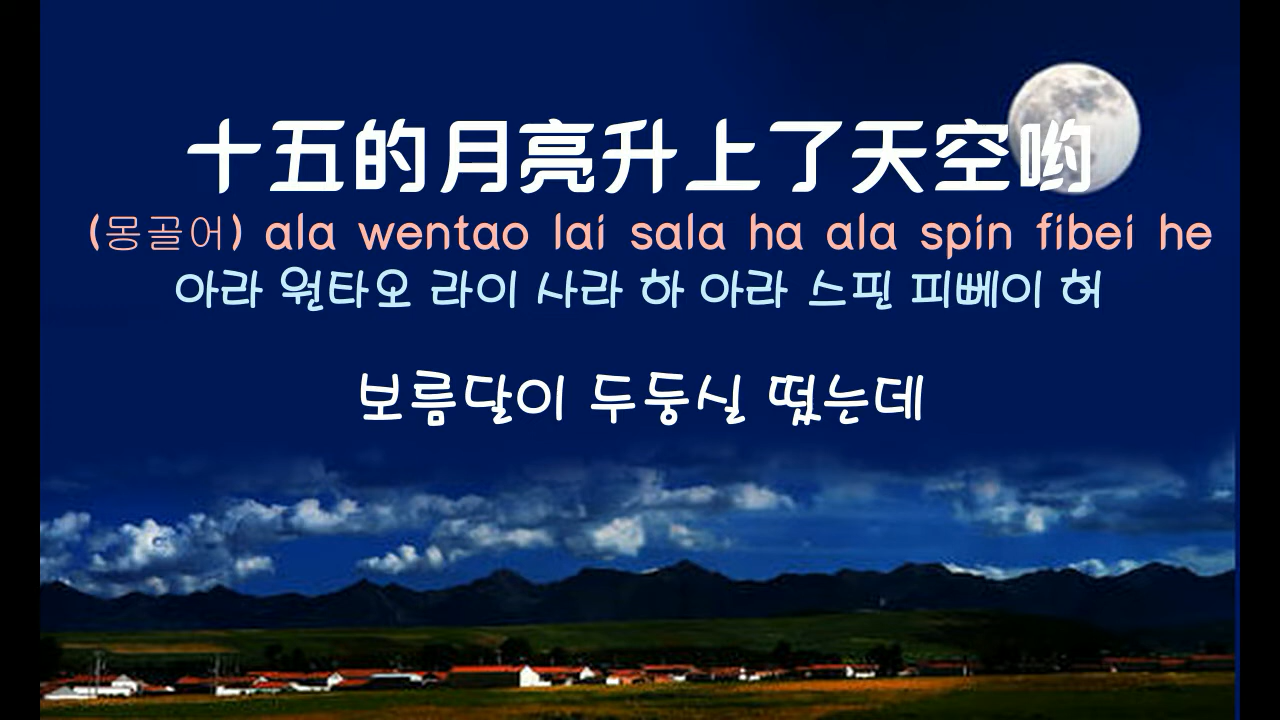 十五的月亮升上了天空哟
(몽골어) ala wentao lai sala ha ala spin fibei he
아라 원타오 라이 사라 하 아라 스핀 피뻬이 허
보름달이 두둥실 떴는데